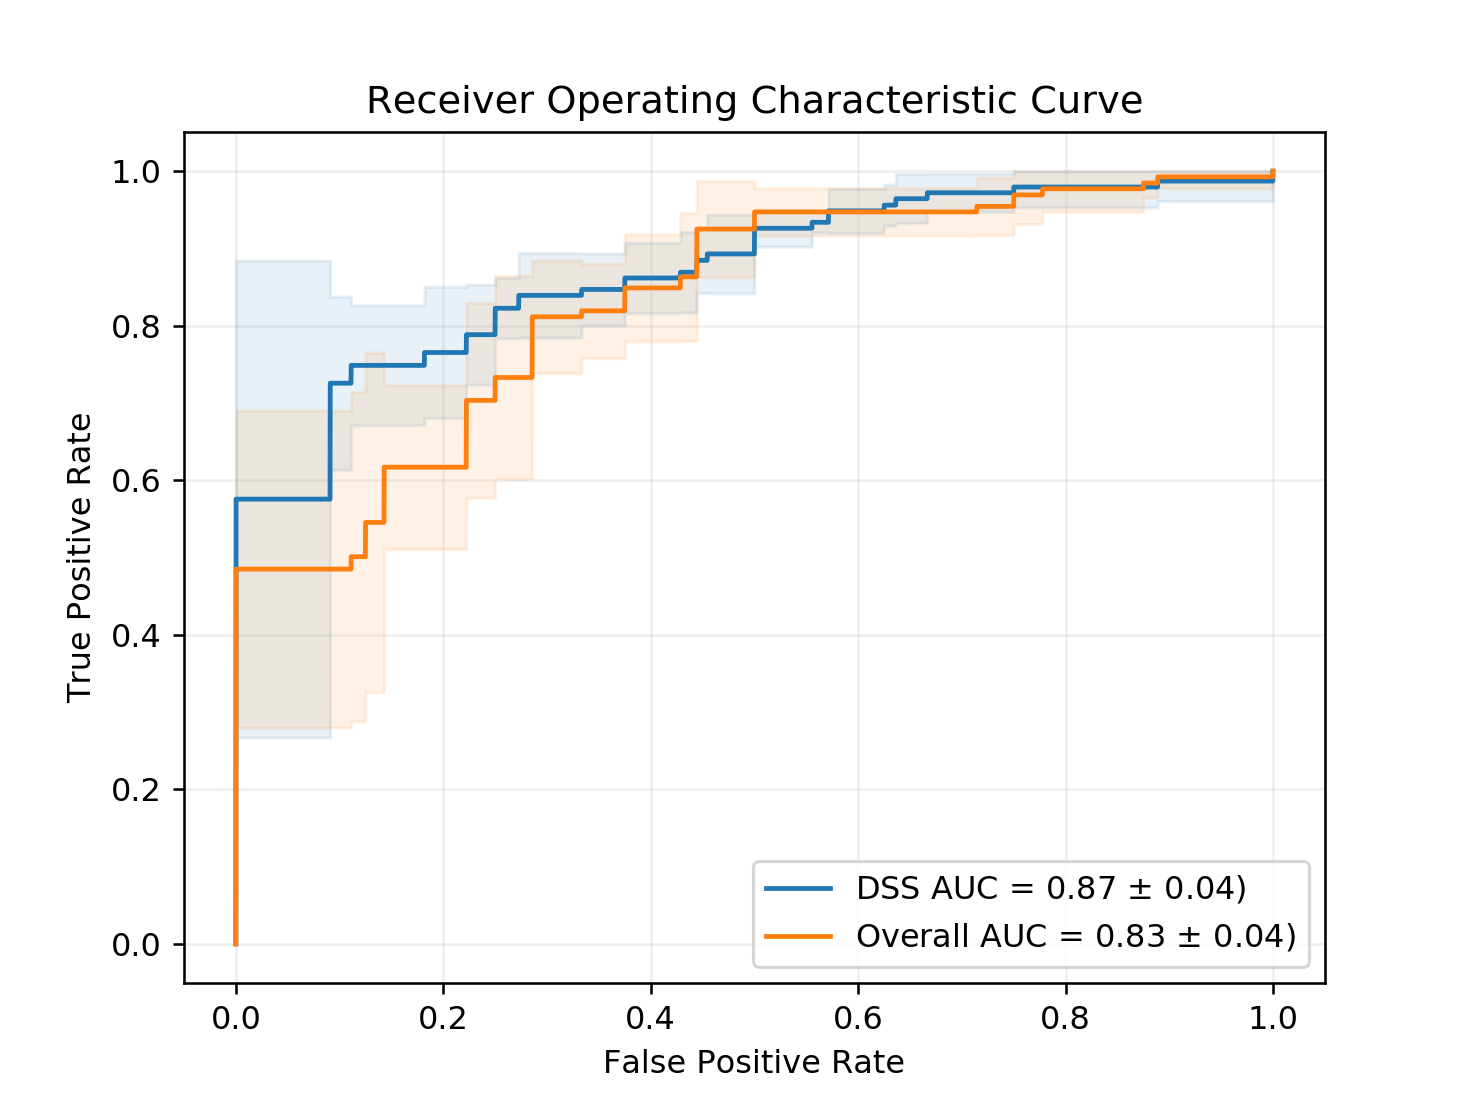 Receiver Operating Characteristic Curve
1.0
0.8
0.6
0.4
0.2
0.0
True Positive Rate
DSS AUC = 0.87 ± 0.04)
Overall AUC = 0.83 ± 0.04)
0.0 0.2 0.4 0.6 0.8 1.0
False Positive Rate